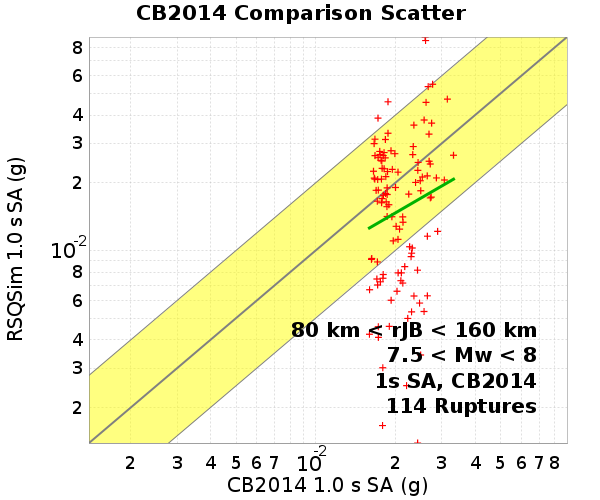 CB2014 Comparison Scatter
RSQSim 1.0 s SA (g)
8
6
4
3
2
10-2
8
6
4
3
2
80 km < rJB < 160 km
7.5 < Mw < 8
1s SA, CB2014
114 Ruptures
2 3 4 5 6 7 10-2 2 3 4 5 6 7 8
CB2014 1.0 s SA (g)